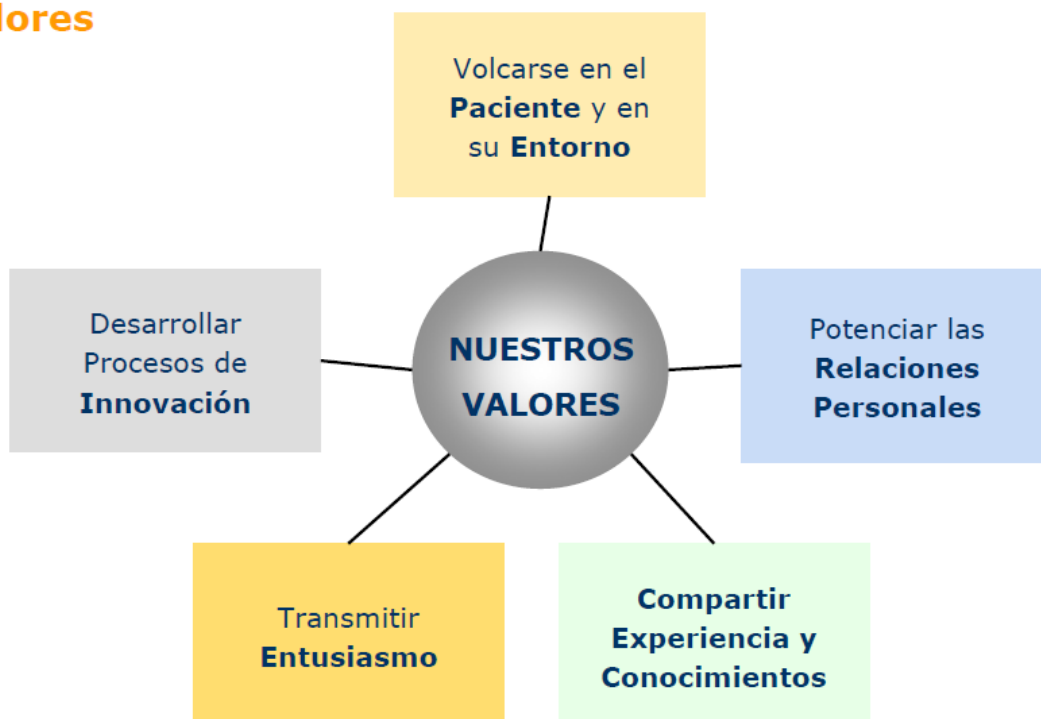 lores
Volcarse en el
Paciente y en
su Entorno
Desarrollar
Procesos de
Innovación
NUESTROS
VALORES
Potenciar las
Relaciones
Personales
Transmitir
Entusiasmo
Compartir
Experiencia y
Conocimientos